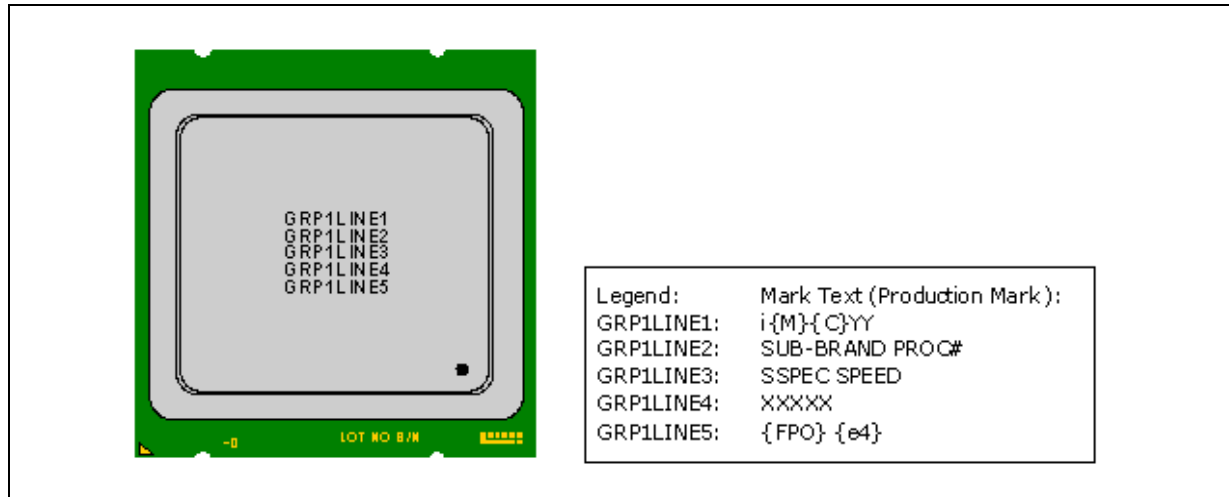 GRP1LINE1
GRP1LINE2
GRP1LINE3
GRP1LINE4
GRP1LINE5
-0
LOT NO S/N
Legend: Mark Text (Production Mark):
GRP1LINE1: i{M}{C}YY
GRP1LINE2: SUB-BRAND PROC#
GRP1LINE3: SSPEC SPEED
GRP1LINE4: XXXXX
GRP1LINE5: {FPO} {e4}